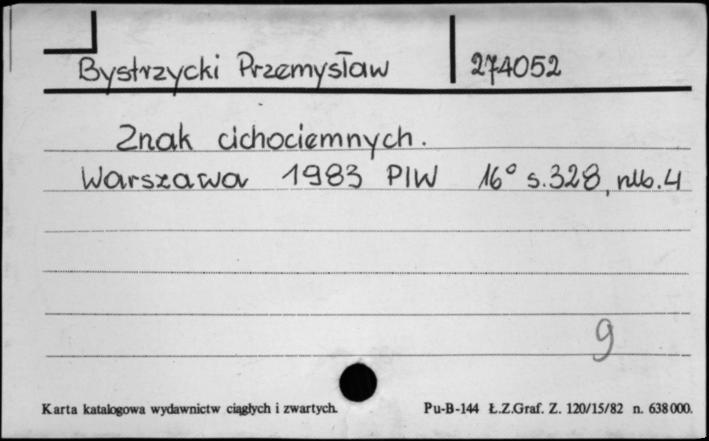 Bystrzycki Przemysław 274052
Znak cichociemnych.
Warszawa 1983 PIW 16° s.328, nlb.4
9
Karta katalogowa wydawnictw ciągłych i zwartych. Pu-B-144 Ł.Z.Graf. Z. 120/15/82 n. 638000.